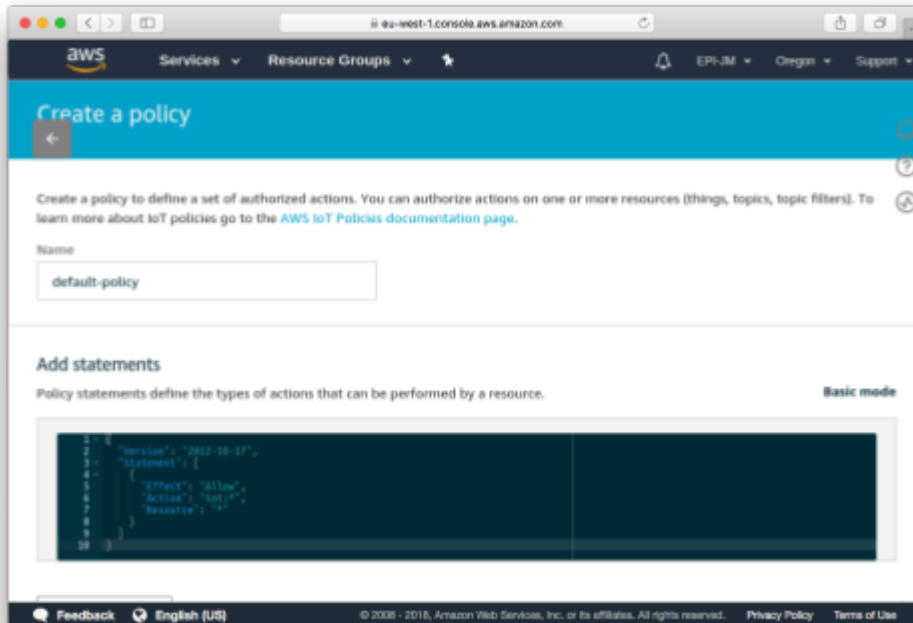 eu-west-1.console.aws.amazon.com
aws Services Resource Groups EPI-JM Oregon Support
Create a policy
Create a policy to define a set of authorized actions. You can authorize actions on one or more resources (things, topics, topic filters). To
learn more about IoT policies go to the AWS IoT Policies documentation page.
Name
default-policy
Add statements
Policy statements define the types of actions that can be performed by a resource.
Basic mode
1 {
2 "Version": "2012-10-17",
3 "Statement": [
4 {
5 "Effect": "Allow",
6 "Action": "iot:*",
7 "Resource": "*"
8 }
9 ]
10 }
Feedback English (US) © 2008 - 2018, Amazon Web Services, Inc. or its affiliates. All rights reserved. Privacy Policy Terms of Use